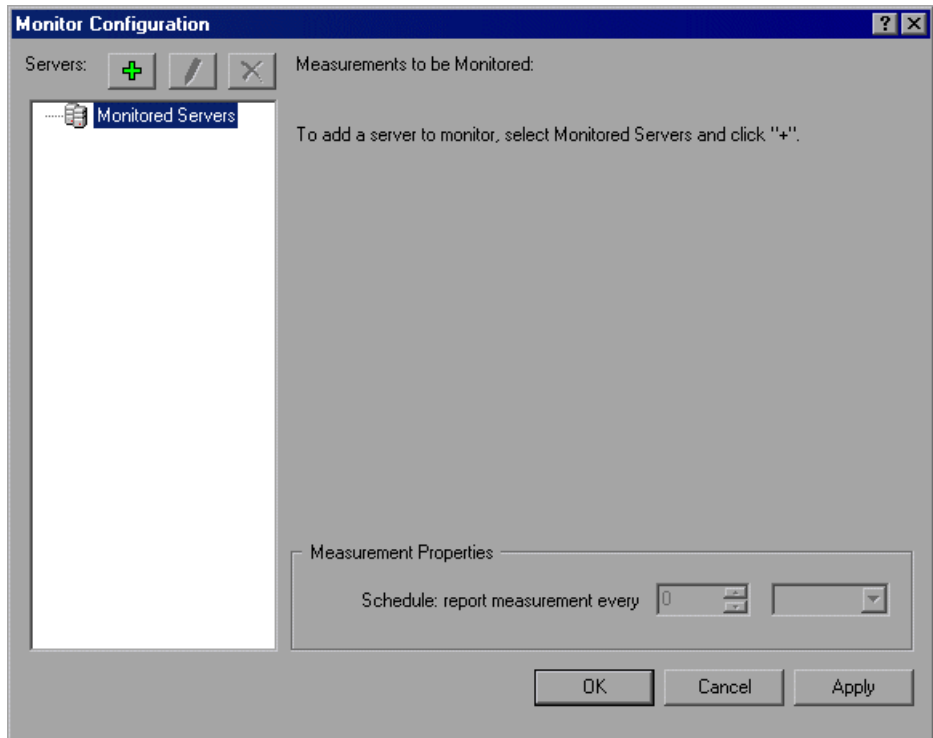 Monitor Configuration
Servers:
Measurements to be Monitored:
Monitored Servers
To add a server to monitor, select Monitored Servers and click "+".
Measurement Properties
Schedule: report measurement every 0
OK Cancel Apply